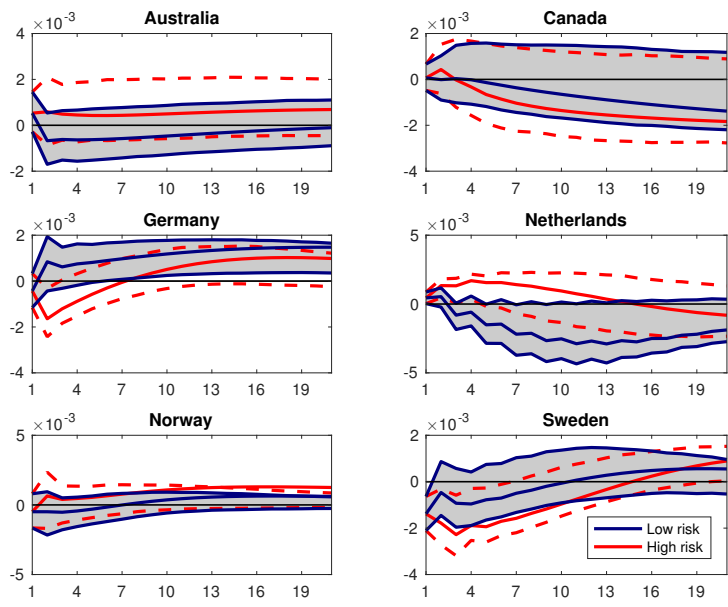 Australia
×10⁻³
4
2
0
-2
1 4 7 10 13 16 19
Canada
×10⁻³
2
0
-2
-4
1 4 7 10 13 16 19
Germany
×10⁻³
2
0
-2
-4
1 4 7 10 13 16 19
Netherlands
×10⁻³
5
0
-5
1 4 7 10 13 16 19
Norway
×10⁻³
5
0
-5
1 4 7 10 13 16 19
Sweden
×10⁻³
2
0
-2
-4
1 4 7 10 13 16 19
Low risk
High risk